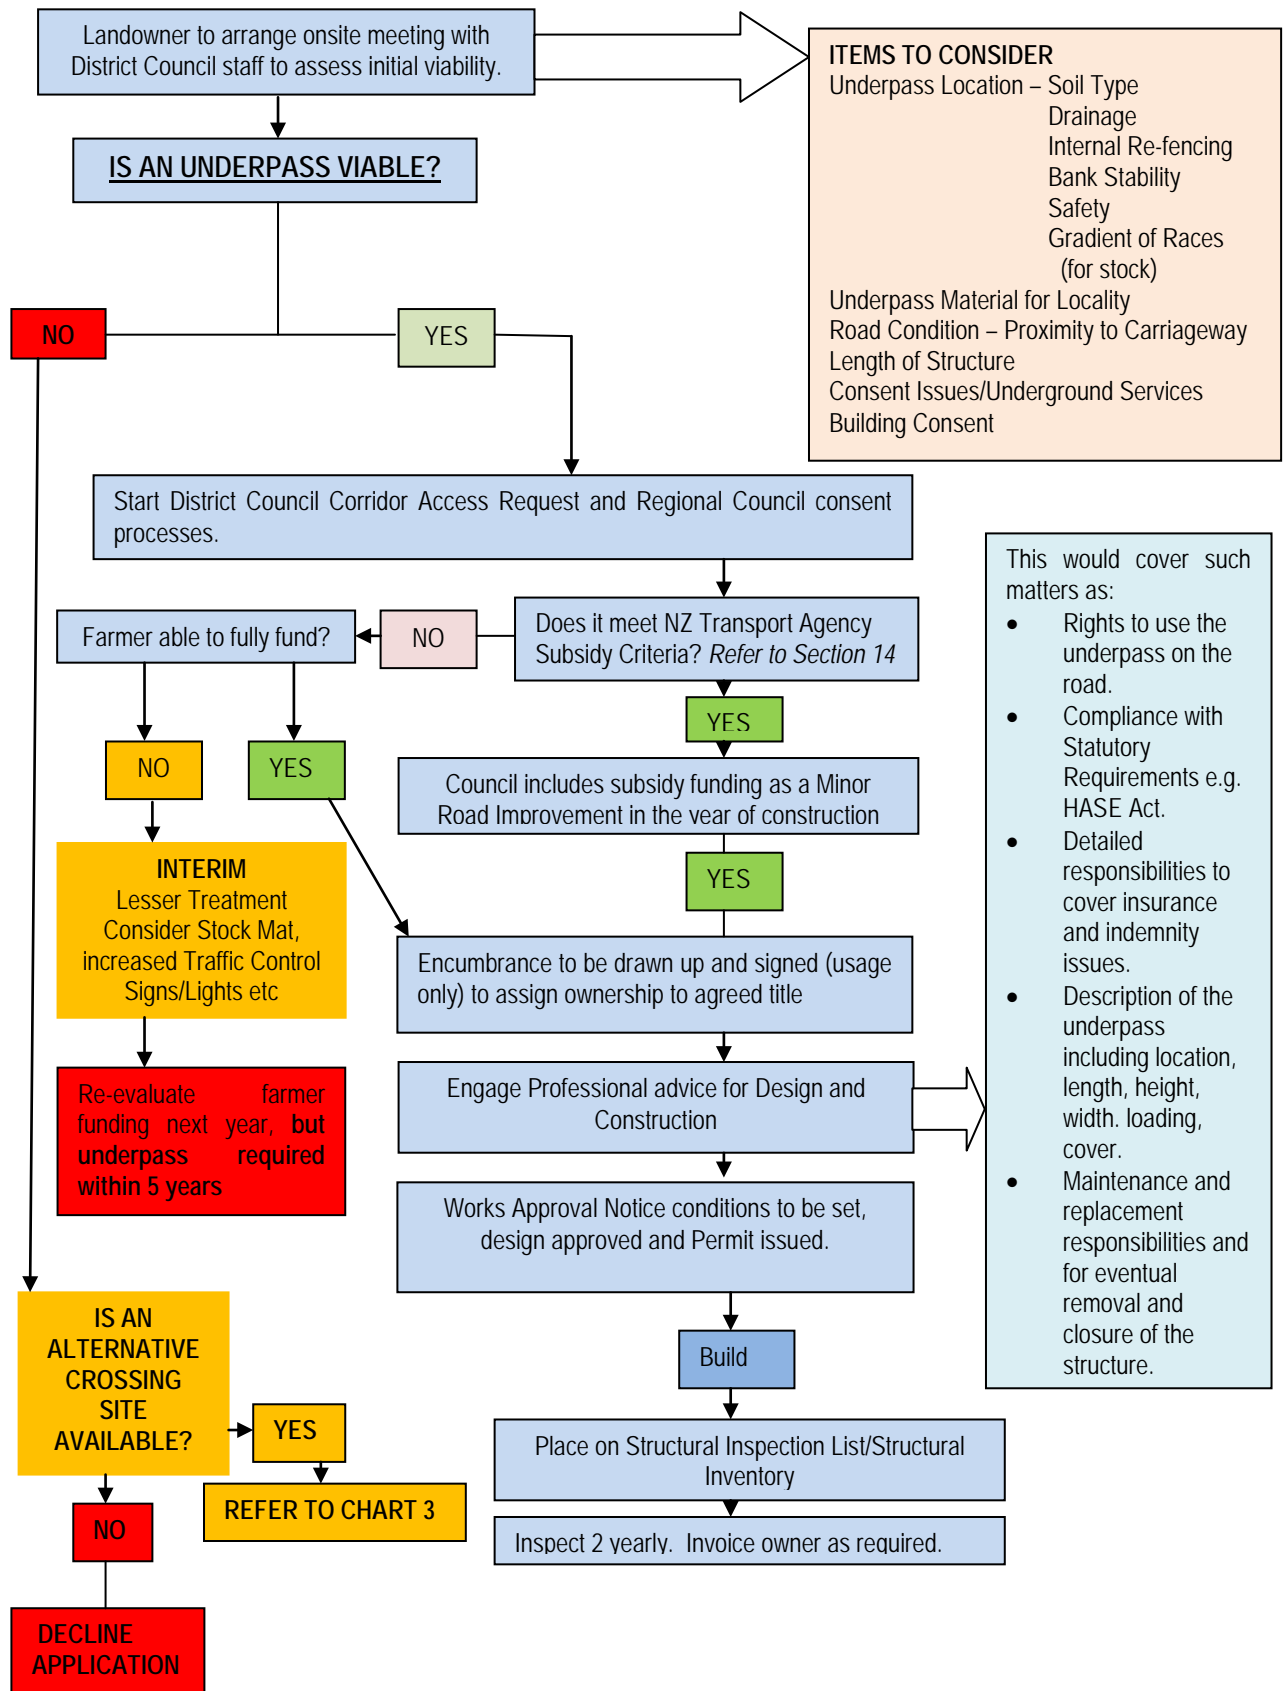 Landowner to arrange onsite meeting with
District Council staff to assess initial viability.
ITEMS TO CONSIDER
Underpass Location – Soil Type
Drainage
Internal Re-fencing
Bank Stability
Safety
Gradient of Races
(for stock)
Underpass Material for Locality
Road Condition – Proximity to Carriageway
Length of Structure
Consent Issues/Underground Services
Building Consent
IS AN UNDERPASS VIABLE?
NO
YES
Start District Council Corridor Access Request and Regional Council consent
processes.
Does it meet NZ Transport Agency
Subsidy Criteria? Refer to Section 14
NO
Farmer able to fully fund?
YES
NO
YES
Council includes subsidy funding as a Minor
Road Improvement in the year of construction
YES
INTERIM
Lesser Treatment
Consider Stock Mat,
increased Traffic Control
Signs/Lights etc
Re-evaluate farmer
funding next year, but
underpass required
within 5 years
Encumbrance to be drawn up and signed (usage
only) to assign ownership to agreed title
Engage Professional advice for Design and
Construction
This would cover such
matters as:
• Rights to use the
underpass on the
road.
• Compliance with
Statutory
Requirements e.g.
HASE Act.
• Detailed
responsibilities to
cover insurance
and indemnity
issues.
• Description of the
underpass
including location,
length, height,
width. loading,
cover.
• Maintenance and
replacement
responsibilities and
for eventual
removal and
closure of the
structure.
Works Approval Notice conditions to be set,
design approved and Permit issued.
Build
Place on Structural Inspection List/Structural
Inventory
Inspect 2 yearly. Invoice owner as required.
IS AN
ALTERNATIVE
CROSSING
SITE
AVAILABLE?
YES
REFER TO CHART 3
NO
DECLINE
APPLICATION